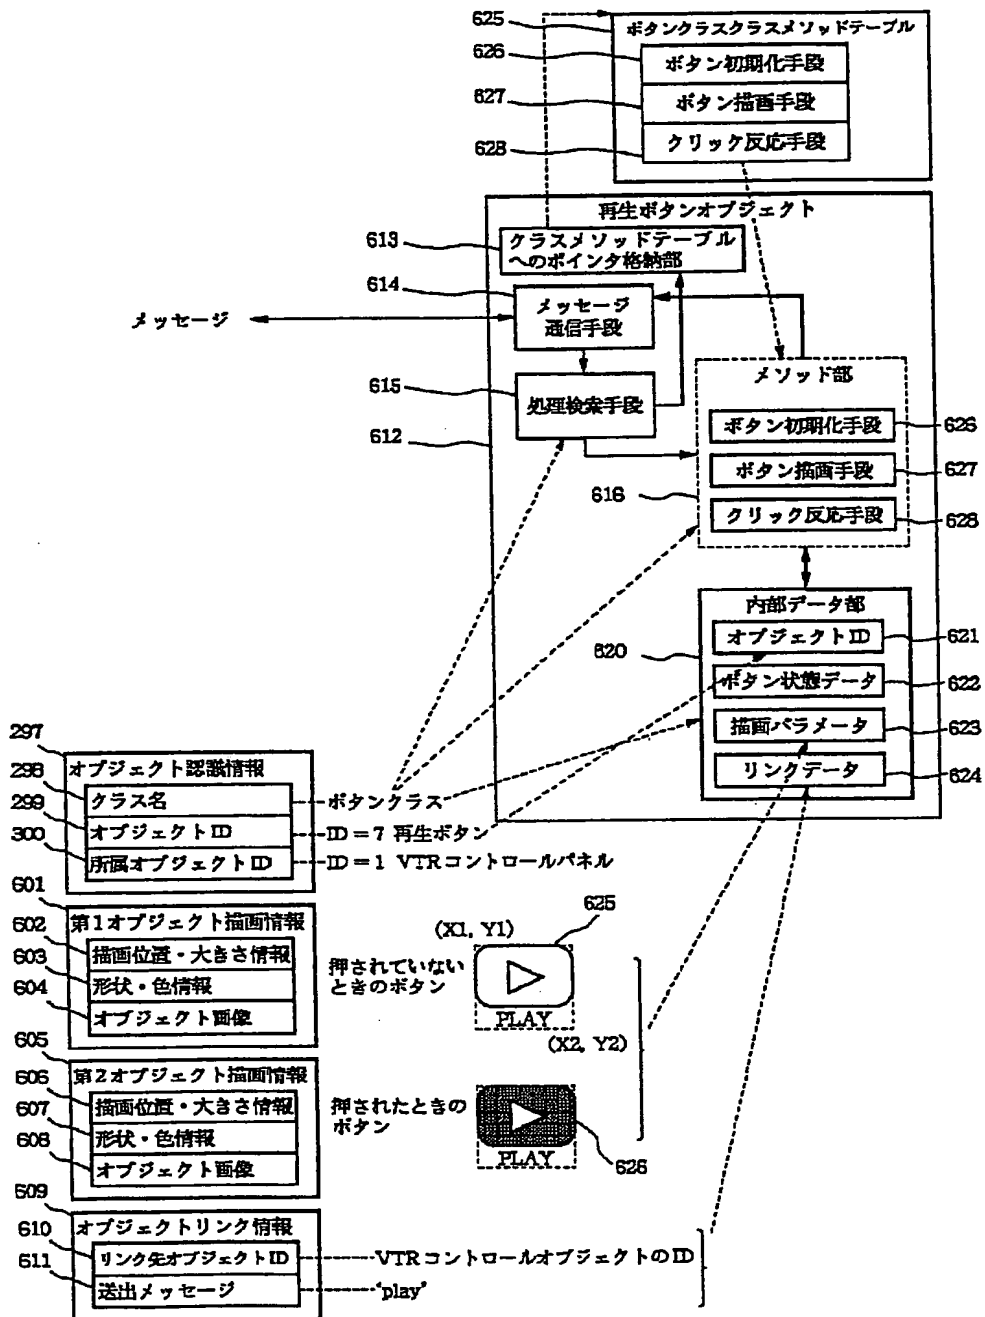 625
ボタンクラスクラスメソッドテーブル
626
ボタン初期化手段
627
ボタン描画手段
628
クリック反応手段
再生ボタンオブジェクト
613
クラスメソッドテーブル
へのポインタ格納部
614
メッセージ
通信手段
メッセージ
615
処理検索手段
612
メソッド部
ボタン初期化手段
626
ボタン描画手段
627
616
クリック反応手段
628
内部データ部
オブジェクトID
621
620
ボタン状態データ
622
描画パラメータ
623
リンクデータ
624
297
オブジェクト認識情報
298
クラス名
ボタンクラス
299
オブジェクトID
ID=7 再生ボタン
300
所属オブジェクトID
ID=1 VTRコントロールパネル
601
第1オブジェクト描画情報
602
描画位置・大きさ情報
603
形状・色情報
604
オブジェクト画像
押されていない
ときのボタン
(X1, Y1)
625
PLAY
(X2, Y2)
605
第2オブジェクト描画情報
606
描画位置・大きさ情報
607
形状・色情報
608
オブジェクト画像
押されたときの
ボタン
PLAY
626
609
オブジェクトリンク情報
610
リンク先オブジェクトID
VTRコントロールオブジェクトのID
611
送出メッセージ
'play'